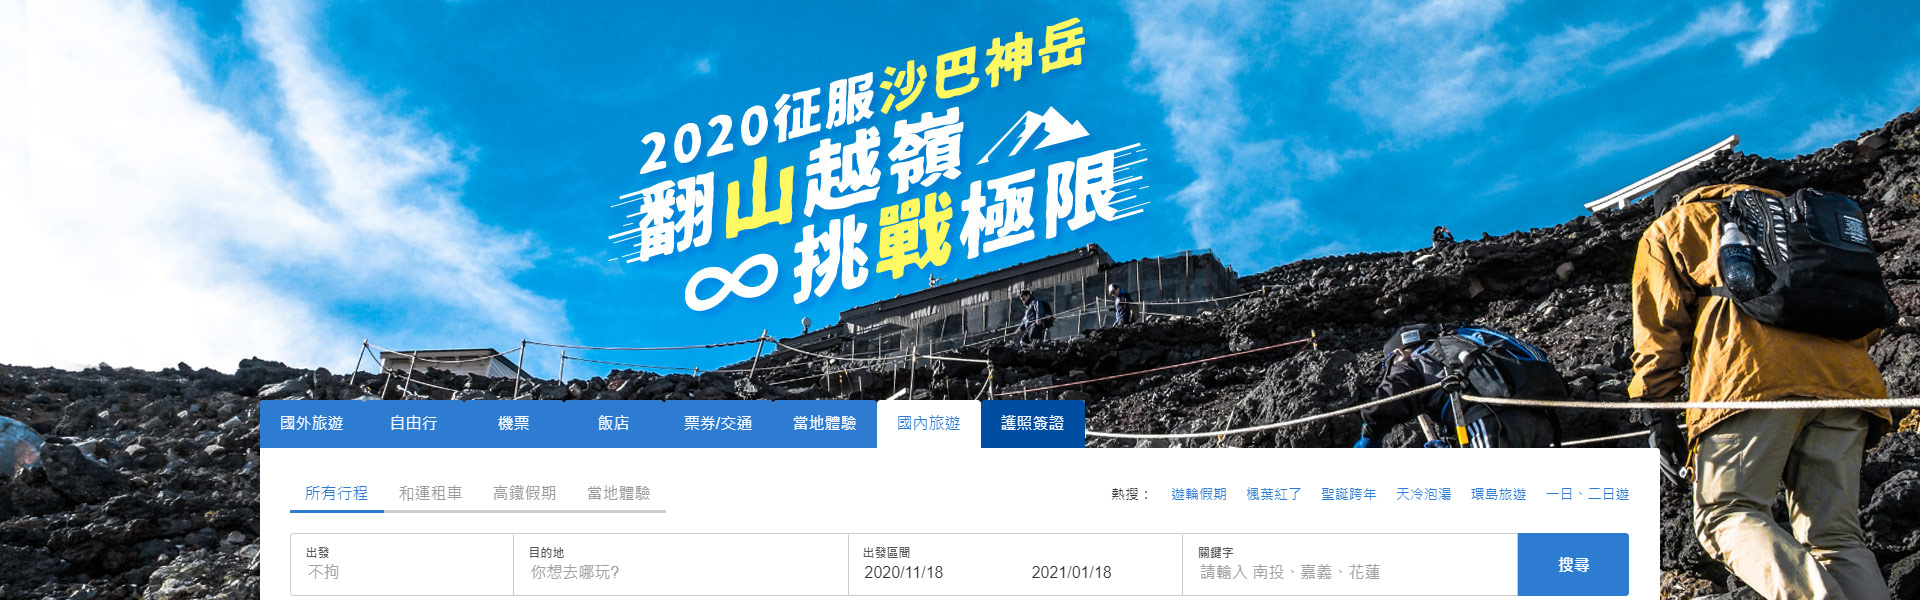 2020征服沙巴神岳
翻山越嶺
挑戰極限
國外旅遊 自由行 機票 飯店 票券/交通 當地體驗 國內旅遊 護照簽證
所有行程 和運租車 高鐵假期 當地體驗 熱搜： 遊輪假期 楓葉紅了 聖誕跨年 天冷泡湯 環島旅遊 一日、二日遊
出發 目的地 出發區間 關鍵字
不拘 你想去哪玩? 2020/11/18 2021/01/18 請輸入 南投、嘉義、花蓮 搜尋